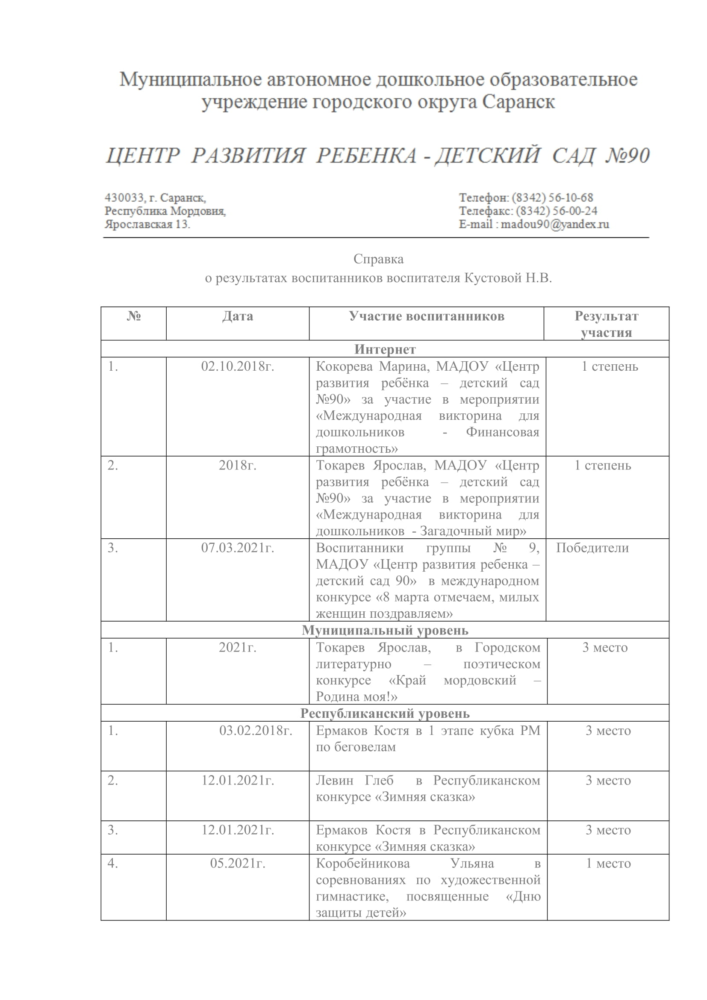 Муниципальное автономное дошкольное образовательное
учреждение городского округа Саранск
ЦЕНТР РАЗВИТИЯ РЕБЕНКА - ДЕТСКИЙ САД №90
430033, г. Саранск,
Республика Мордовия,
Ярославская 13.
Телефон: (8342) 56-10-68
Телефакс: (8342) 56-00-24
E-mail : madou90@yandex.ru
Справка
о результатах воспитанников воспитателя Кустовой Н.В.
№ Дата Участие воспитанников Результат
участия
Интернет
1. 02.10.2018г. Кокорева Марина, МАДОУ «Центр 1 степень
развития ребёнка – детский сад
№90» за участие в мероприятии
«Международная викторина для
дошкольников - Финансовая
грамотность»
2. 2018г. Токарев Ярослав, МАДОУ «Центр 1 степень
развития ребёнка – детский сад
№90» за участие в мероприятии
«Международная викторина для
дошкольников - Загадочный мир»
3. 07.03.2021г. Воспитанники группы № 9, Победители
МАДОУ «Центр развития ребенка –
детский сад 90» в международном
конкурсе «8 марта отмечаем, милых
женщин поздравляем»
Муниципальный уровень
1. 2021г. Токарев Ярослав, в Городском 3 место
литературно – поэтическом
конкурсе «Край мордовский –
Родина моя!»
Республиканский уровень
1. 03.02.2018г. Ермаков Костя в 1 этапе кубка РМ 3 место
по беговелам
2. 12.01.2021г. Левин Глеб в Республиканском 3 место
конкурсе «Зимняя сказка»
3. 12.01.2021г. Ермаков Костя в Республиканском 3 место
конкурсе «Зимняя сказка»
4. 05.2021г. Коробейникова Ульяна в 1 место
соревнованиях по художественной
гимнастике, посвященные «Дню
защиты детей»